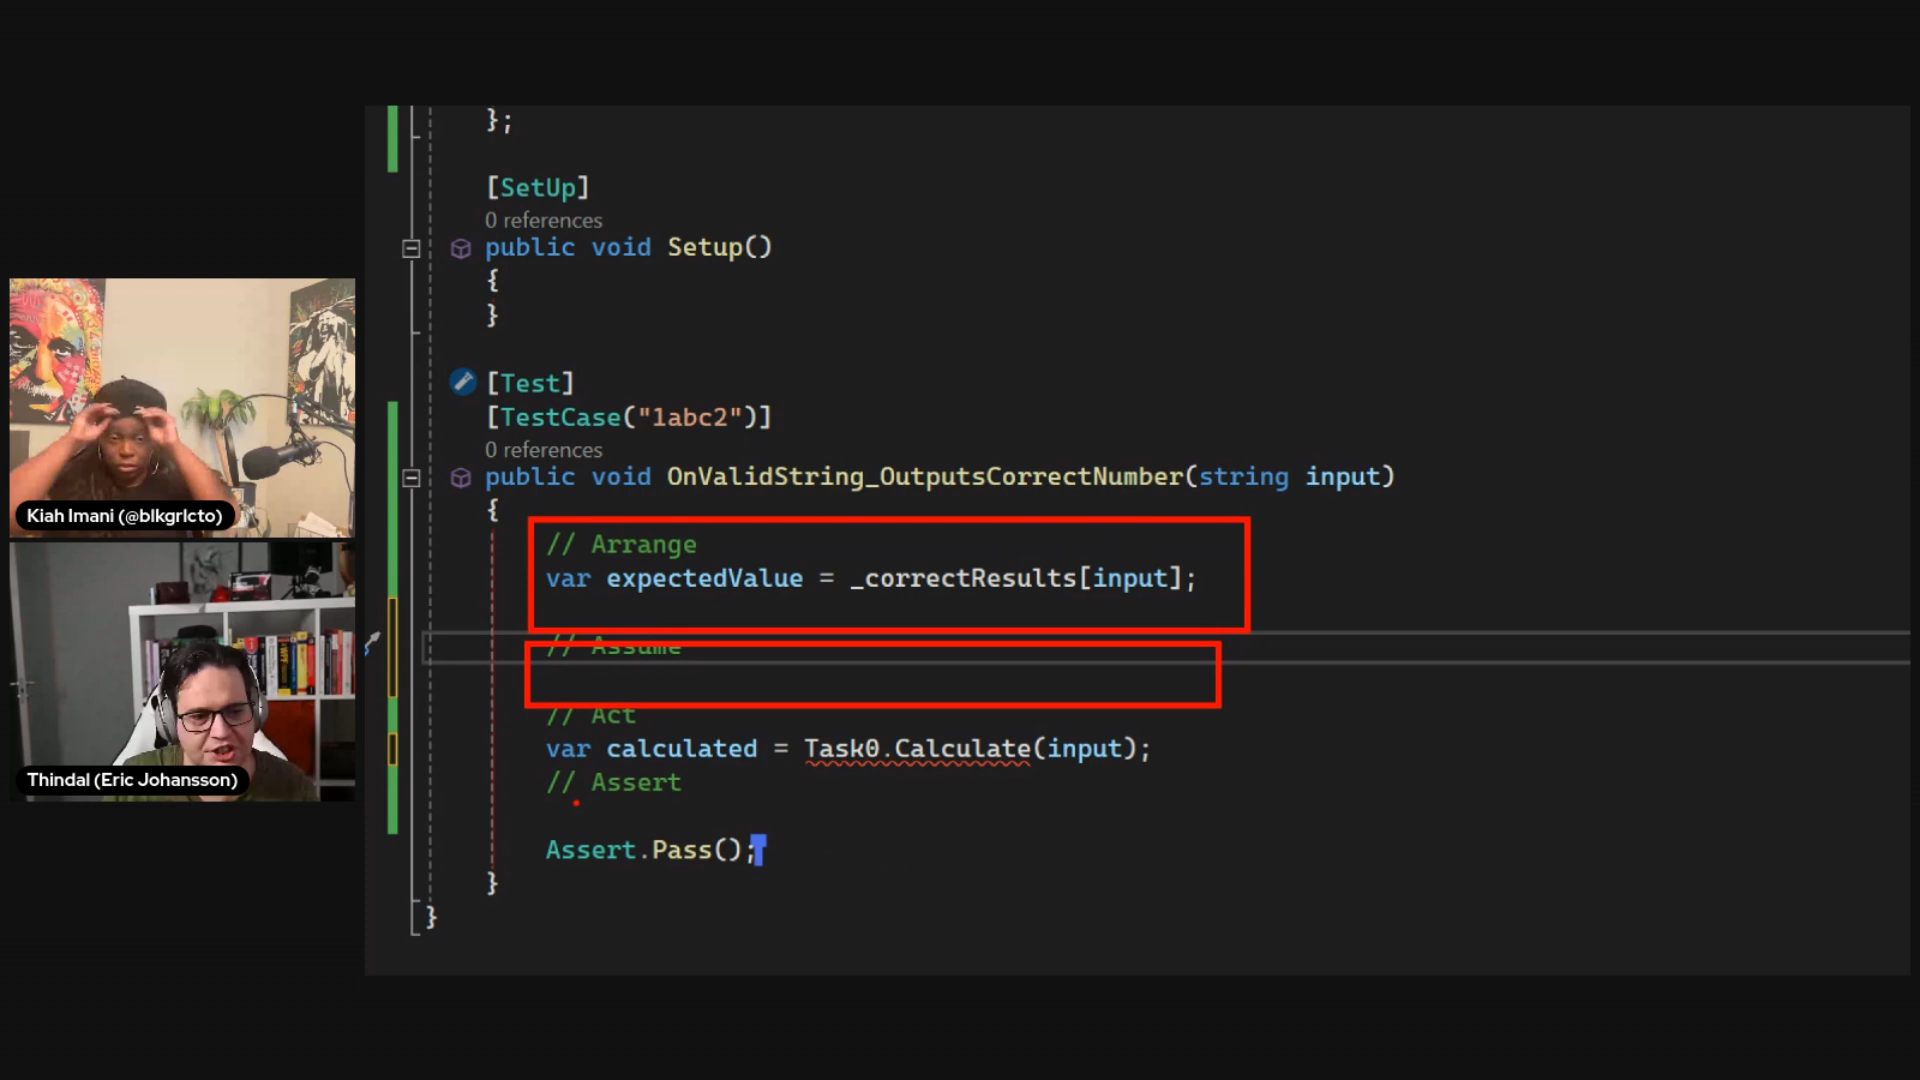 };
[SetUp]
0 references
public void Setup()
{
}
[Test]
[TestCase("1abc2")]
0 references
public void OnValidString_OutputsCorrectNumber(string input)
{
// Arrange
var expectedValue = _correctResults[input];
// Assume
// Act
var calculated = Task0.Calculate(input);
// Assert
Assert.Pass();
}
}
Kiah Imani (@blkgrlcto)
Thindal (Eric Johansson)